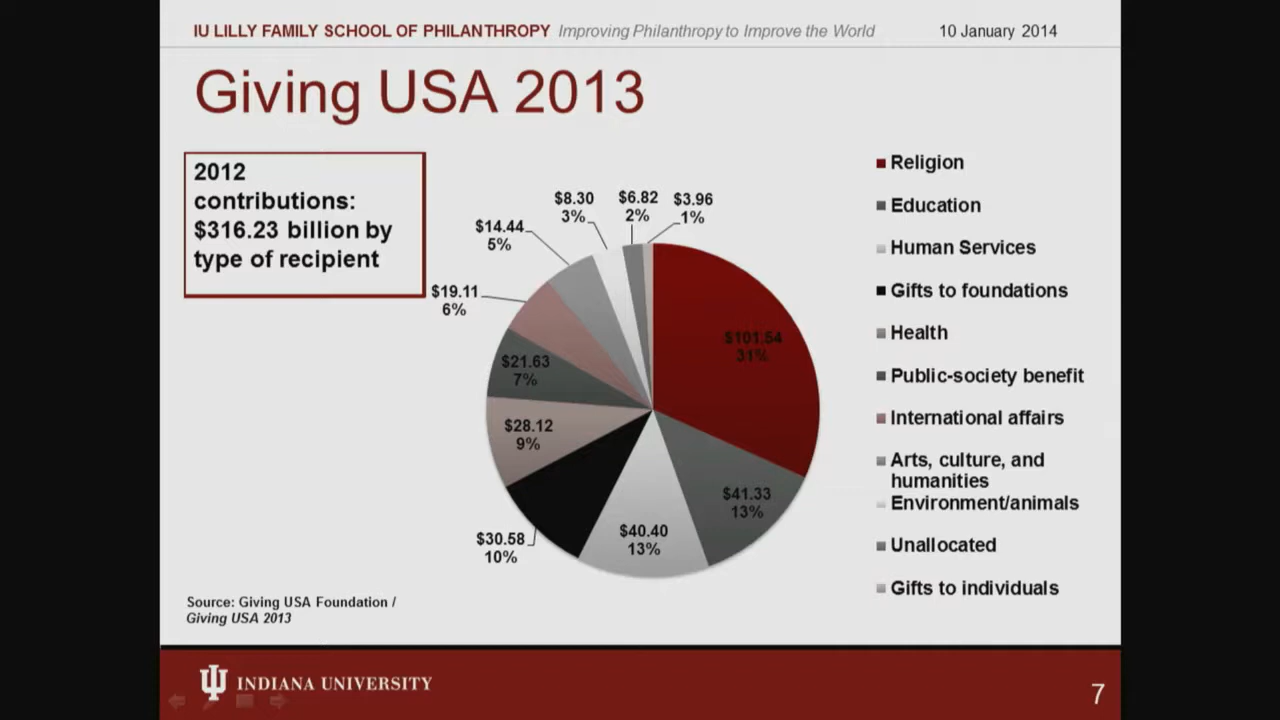 IU LILLY FAMILY SCHOOL OF PHILANTHROPY Improving Philanthropy to Improve the World 10 January 2014
Giving USA 2013
2012
contributions:
$316.23 billion by
type of recipient
$8.30
3%
$6.82
2%
$3.96
1%
$14.44
5%
$19.11
6%
$21.63
7%
$28.12
9%
$30.58
10%
$40.40
13%
$41.33
13%
$101.54
31%
Religion
Education
Human Services
Gifts to foundations
Health
Public-society benefit
International affairs
Arts, culture, and
humanities
Environment/animals
Unallocated
Gifts to individuals
Source: Giving USA Foundation /
Giving USA 2013
INDIANA UNIVERSITY
7